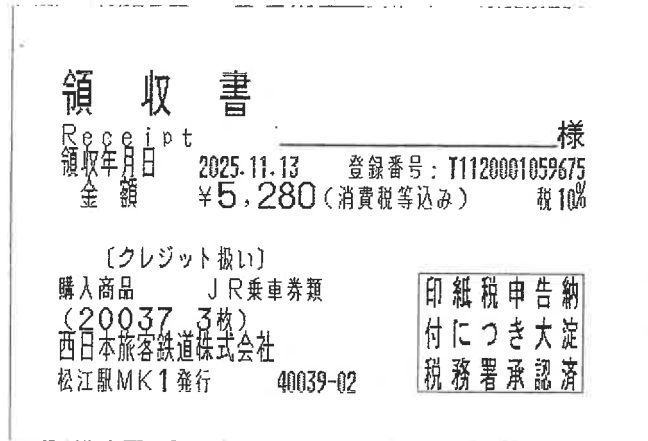 領収書
Receipt 様
領収年月日 2025.11.13 登録番号:T1120001059675
金額 ¥5,280(消費税等込み) 税10%
〔クレジット扱い〕
購入商品 JR乗車券類
(20037 3枚)
西日本旅客鉄道株式会社
松江駅MK1発行 40039-02
印紙税申告納
付につき大淀
税務署承認済